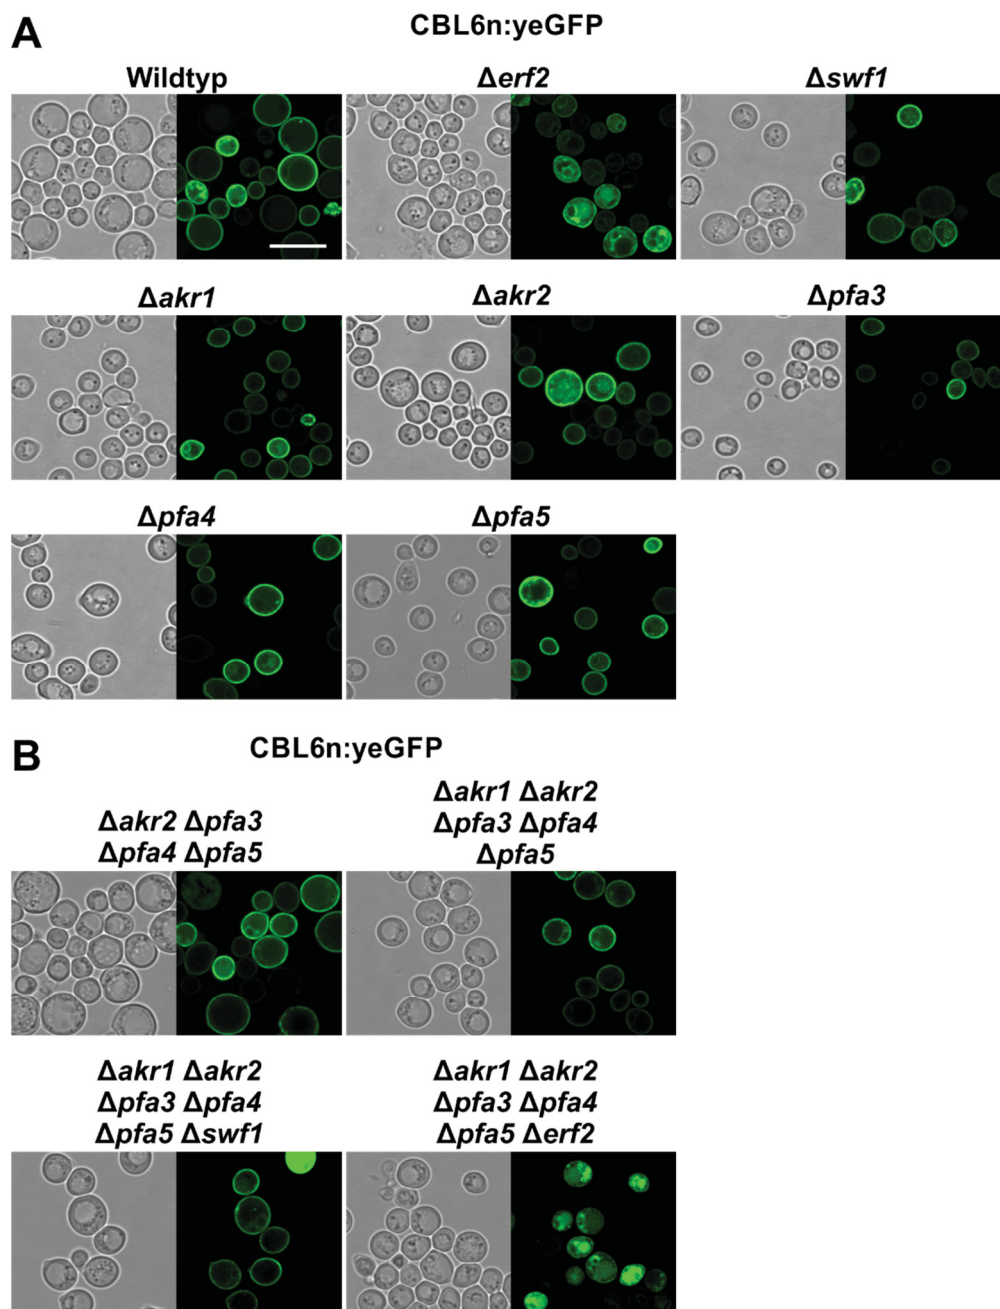 A
CBL6n:yeGFP
Wildtyp
Δerf2
Δswf1
Δakr1
Δakr2
Δpfa3
Δpfa4
Δpfa5
B
CBL6n:yeGFP
Δakr2 Δpfa3
Δpfa4 Δpfa5
Δakr1 Δakr2
Δpfa3 Δpfa4
Δpfa5
Δakr1 Δakr2
Δpfa3 Δpfa4
Δpfa5 Δswf1
Δakr1 Δakr2
Δpfa3 Δpfa4
Δpfa5 Δerf2